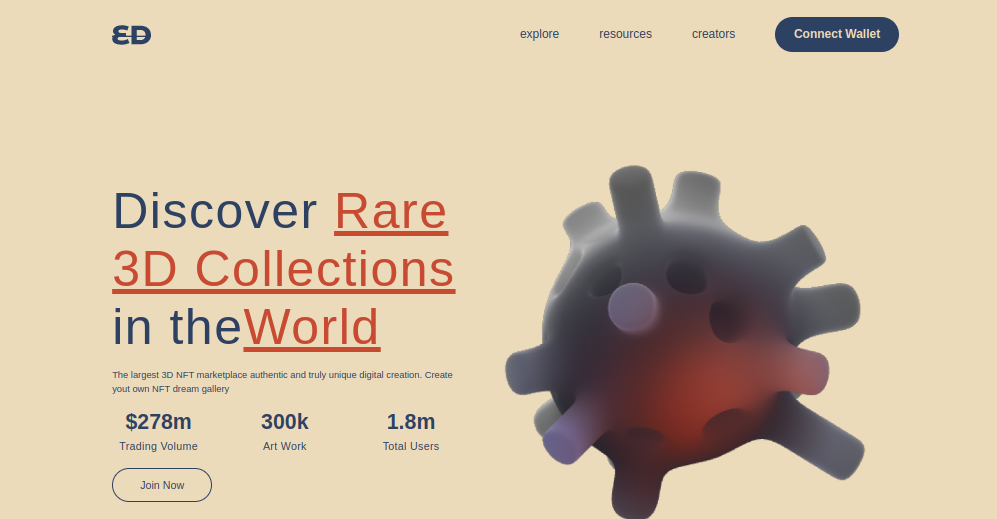 3D
explore resources creators Connect Wallet
Discover Rare
3D Collections
in theWorld
The largest 3D NFT marketplace authentic and truly unique digital creation. Create
yout own NFT dream gallery
$278m 300k 1.8m
Trading Volume Art Work Total Users
Join Now